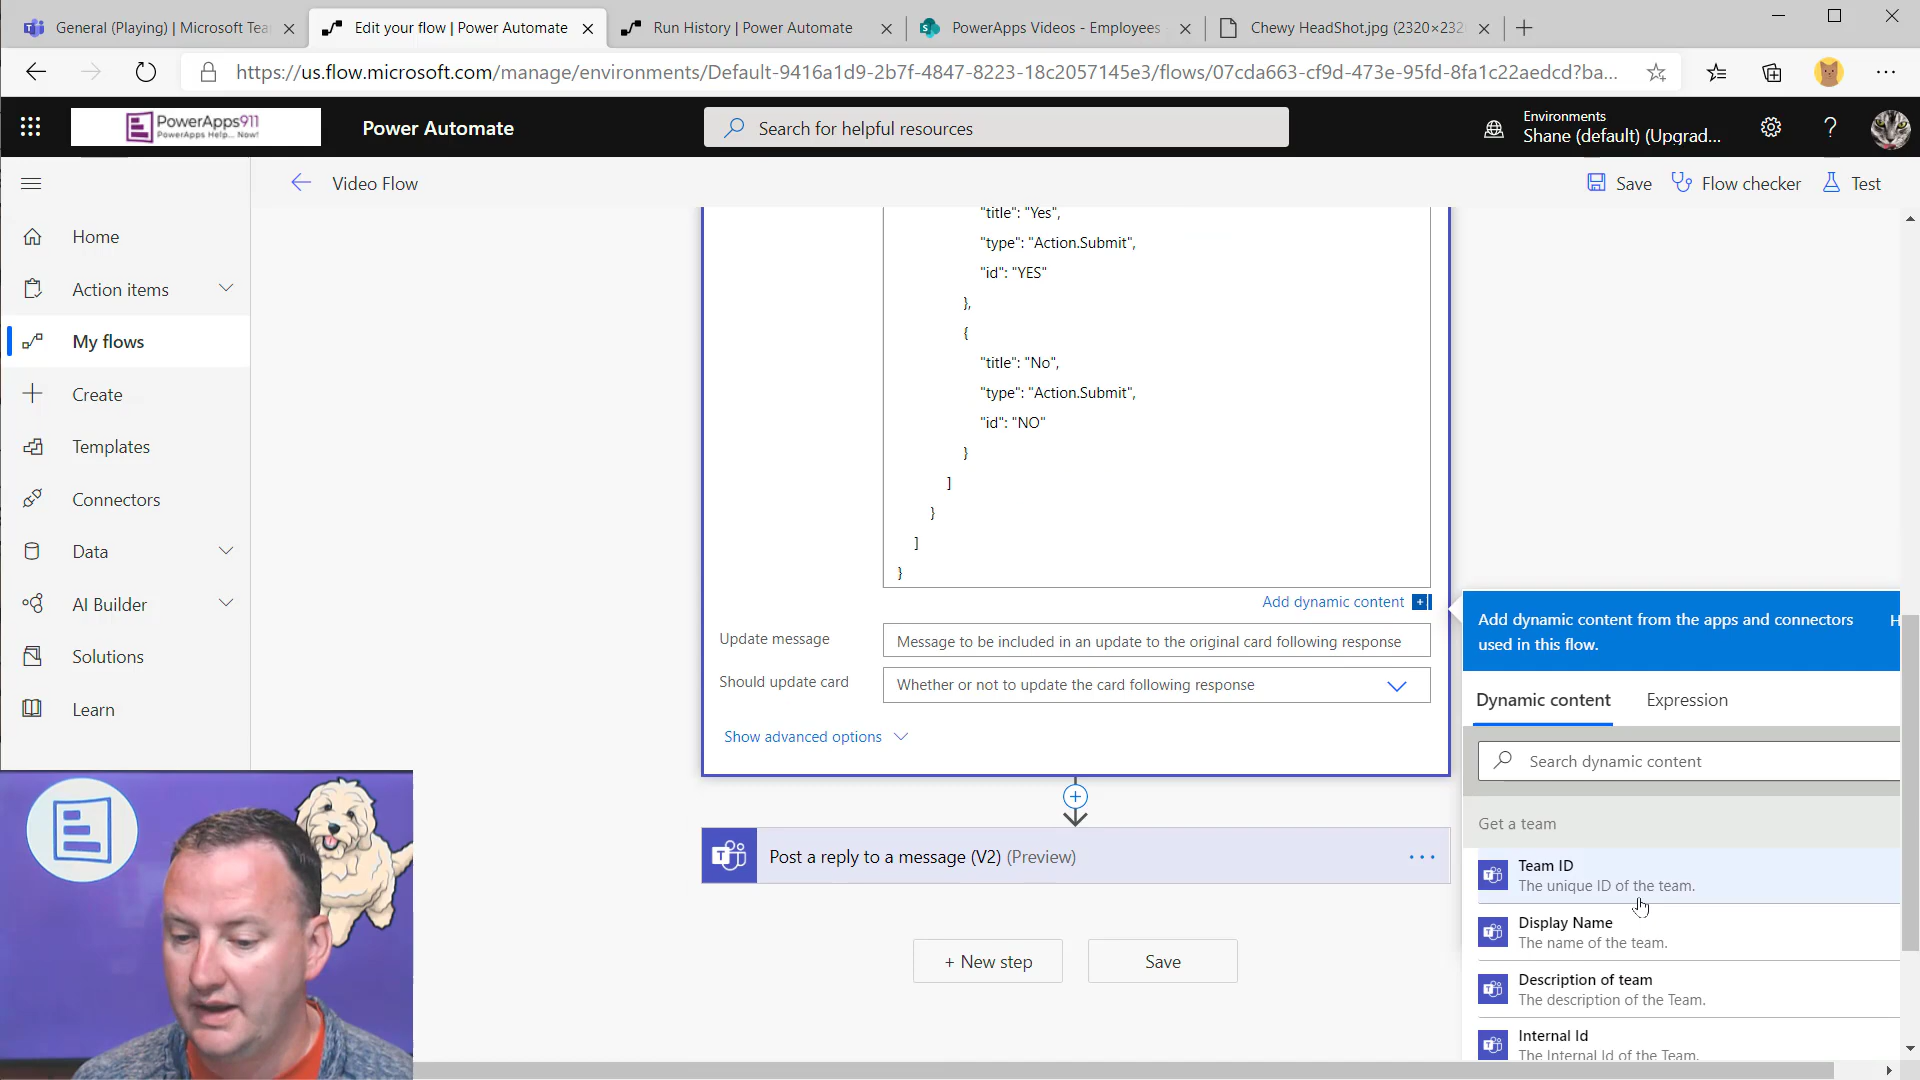 General (Playing) | Microsoft Tea
Edit your flow | Power Automate
Run History | Power Automate
PowerApps Videos - Employees
Chewy HeadShot.jpg (2320×232
https://us.flow.microsoft.com/manage/environments/Default-9416a1d9-2b7f-4847-8223-18c2057145e3/flows/07cda663-cf9d-473e-95fd-8fa1c22aedcd?ba...
PowerApps911
PowerApps Help... Now!
Power Automate
Search for helpful resources
Environments
Shane (default) (Upgrad...
Video Flow
Save
Flow checker
Test
Home
Action items
My flows
Create
Templates
Connectors
Data
AI Builder
Solutions
Learn
"title": "Yes",
"type": "Action.Submit",
"id": "YES"
},
{
"title": "No",
"type": "Action.Submit",
"id": "NO"
}
]
}
]
}
Add dynamic content
Update message
Message to be included in an update to the original card following response
Should update card
Whether or not to update the card following response
Show advanced options
Post a reply to a message (V2) (Preview)
+ New step
Save
Add dynamic content from the apps and connectors
used in this flow.
H
Dynamic content
Expression
Search dynamic content
Get a team
Team ID
The unique ID of the team.
Display Name
The name of the team.
Description of team
The description of the Team.
Internal Id
The Internal Id of the Team.